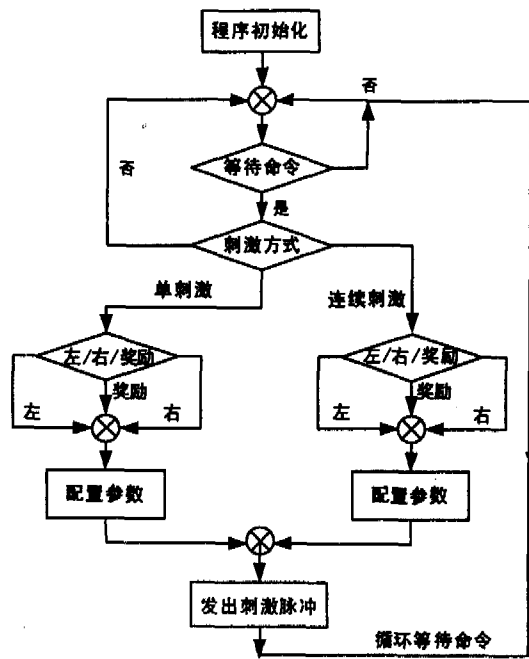 程序初始化
否
等待命令
否
是
刺激方式
单刺激
连续刺激
左/右/奖励
左/右/奖励
奖励
奖励
左
右
左
右
配置参数
配置参数
发出刺激脉冲
循环等待命令